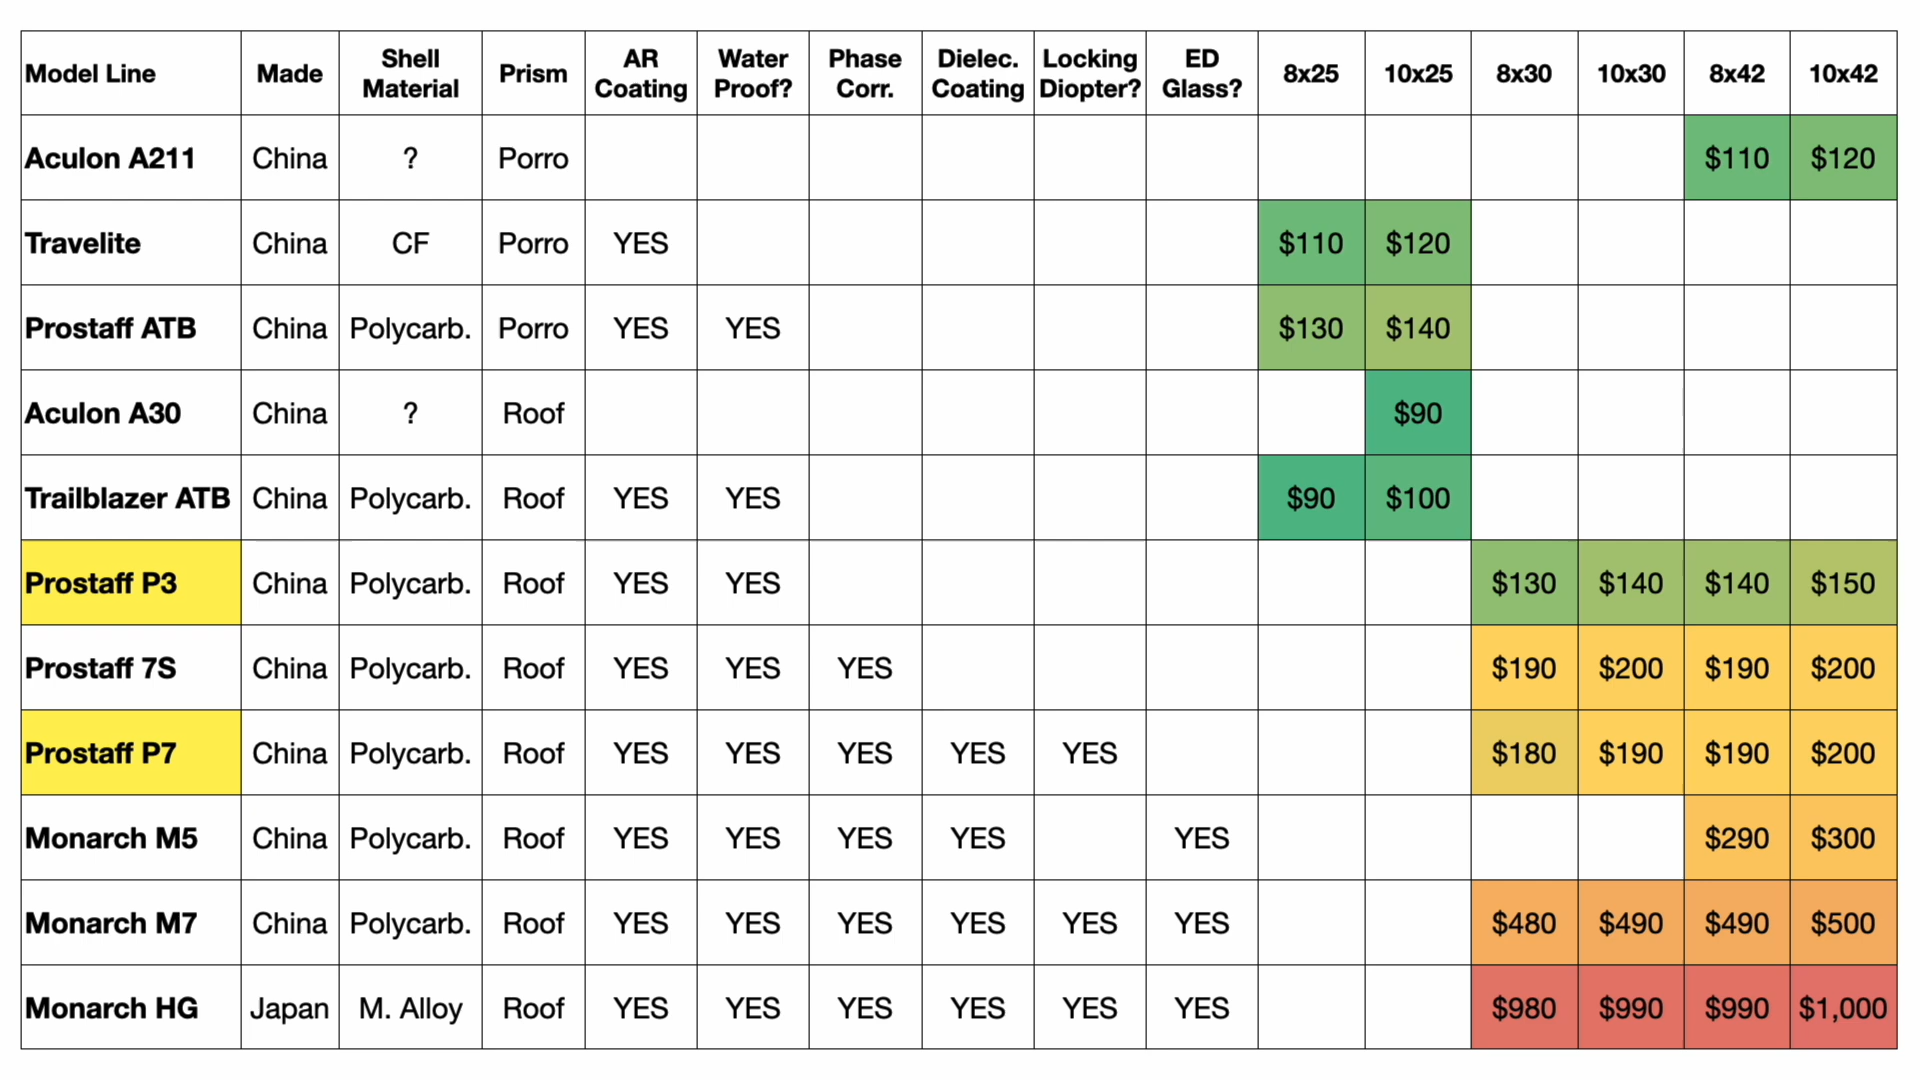 Model Line Made Shell Material Prism AR Coating Water Proof? Phase Corr. Dielec. Coating Locking Diopter? ED Glass? 8x25 10x25 8x30 10x30 8x42 10x42
Aculon A211 China ? Porro $110 $120
Travelite China CF Porro YES $110 $120
Prostaff ATB China Polycarb. Porro YES YES $130 $140
Aculon A30 China ? Roof $90
Trailblazer ATB China Polycarb. Roof YES YES $90 $100
Prostaff P3 China Polycarb. Roof YES YES $130 $140 $140 $150
Prostaff 7S China Polycarb. Roof YES YES YES $190 $200 $190 $200
Prostaff P7 China Polycarb. Roof YES YES YES YES YES $180 $190 $190 $200
Monarch M5 China Polycarb. Roof YES YES YES YES YES $290 $300
Monarch M7 China Polycarb. Roof YES YES YES YES YES YES $480 $490 $490 $500
Monarch HG Japan M. Alloy Roof YES YES YES YES YES YES $980 $990 $990 $1,000